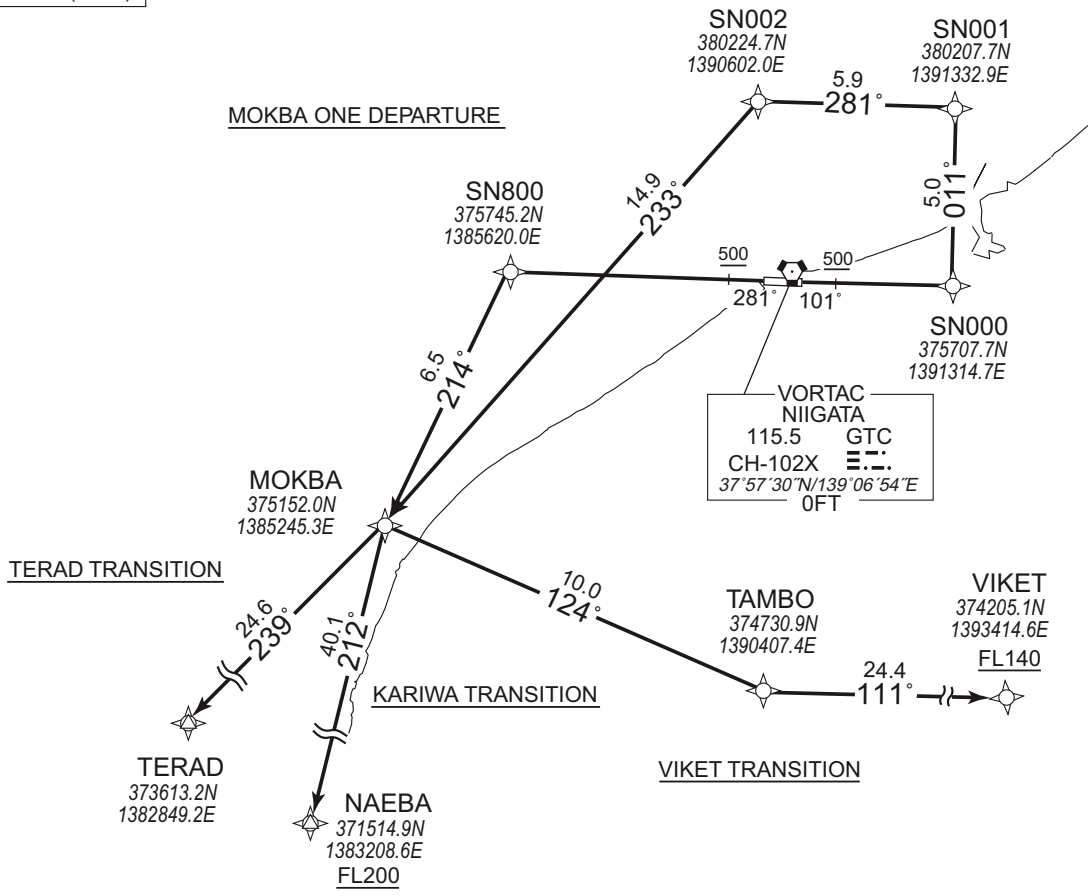 SN002
380224.7N
1390602.0E
SN001
380207.7N
1391332.9E
5.9
281°
MOKBA ONE DEPARTURE
SN800
375745.2N
1385620.0E
14.9
233°
5.0
011°
500
500
281°
101°
SN000
375707.7N
1391314.7E
6.5
214°
VORTAC
NIIGATA
115.5 GTC
CH-102X
37°57´30˝N/139°06´54˝E
0FT
MOKBA
375152.0N
1385245.3E
TERAD TRANSITION
24.6
239°
40.1
212°
10.0
124°
TAMBO
374730.9N
1390407.4E
VIKET
374205.1N
1393414.6E
FL140
24.4
111°
KARIWA TRANSITION
VIKET TRANSITION
TERAD
373613.2N
1382849.2E
NAEBA
371514.9N
1383208.6E
FL200